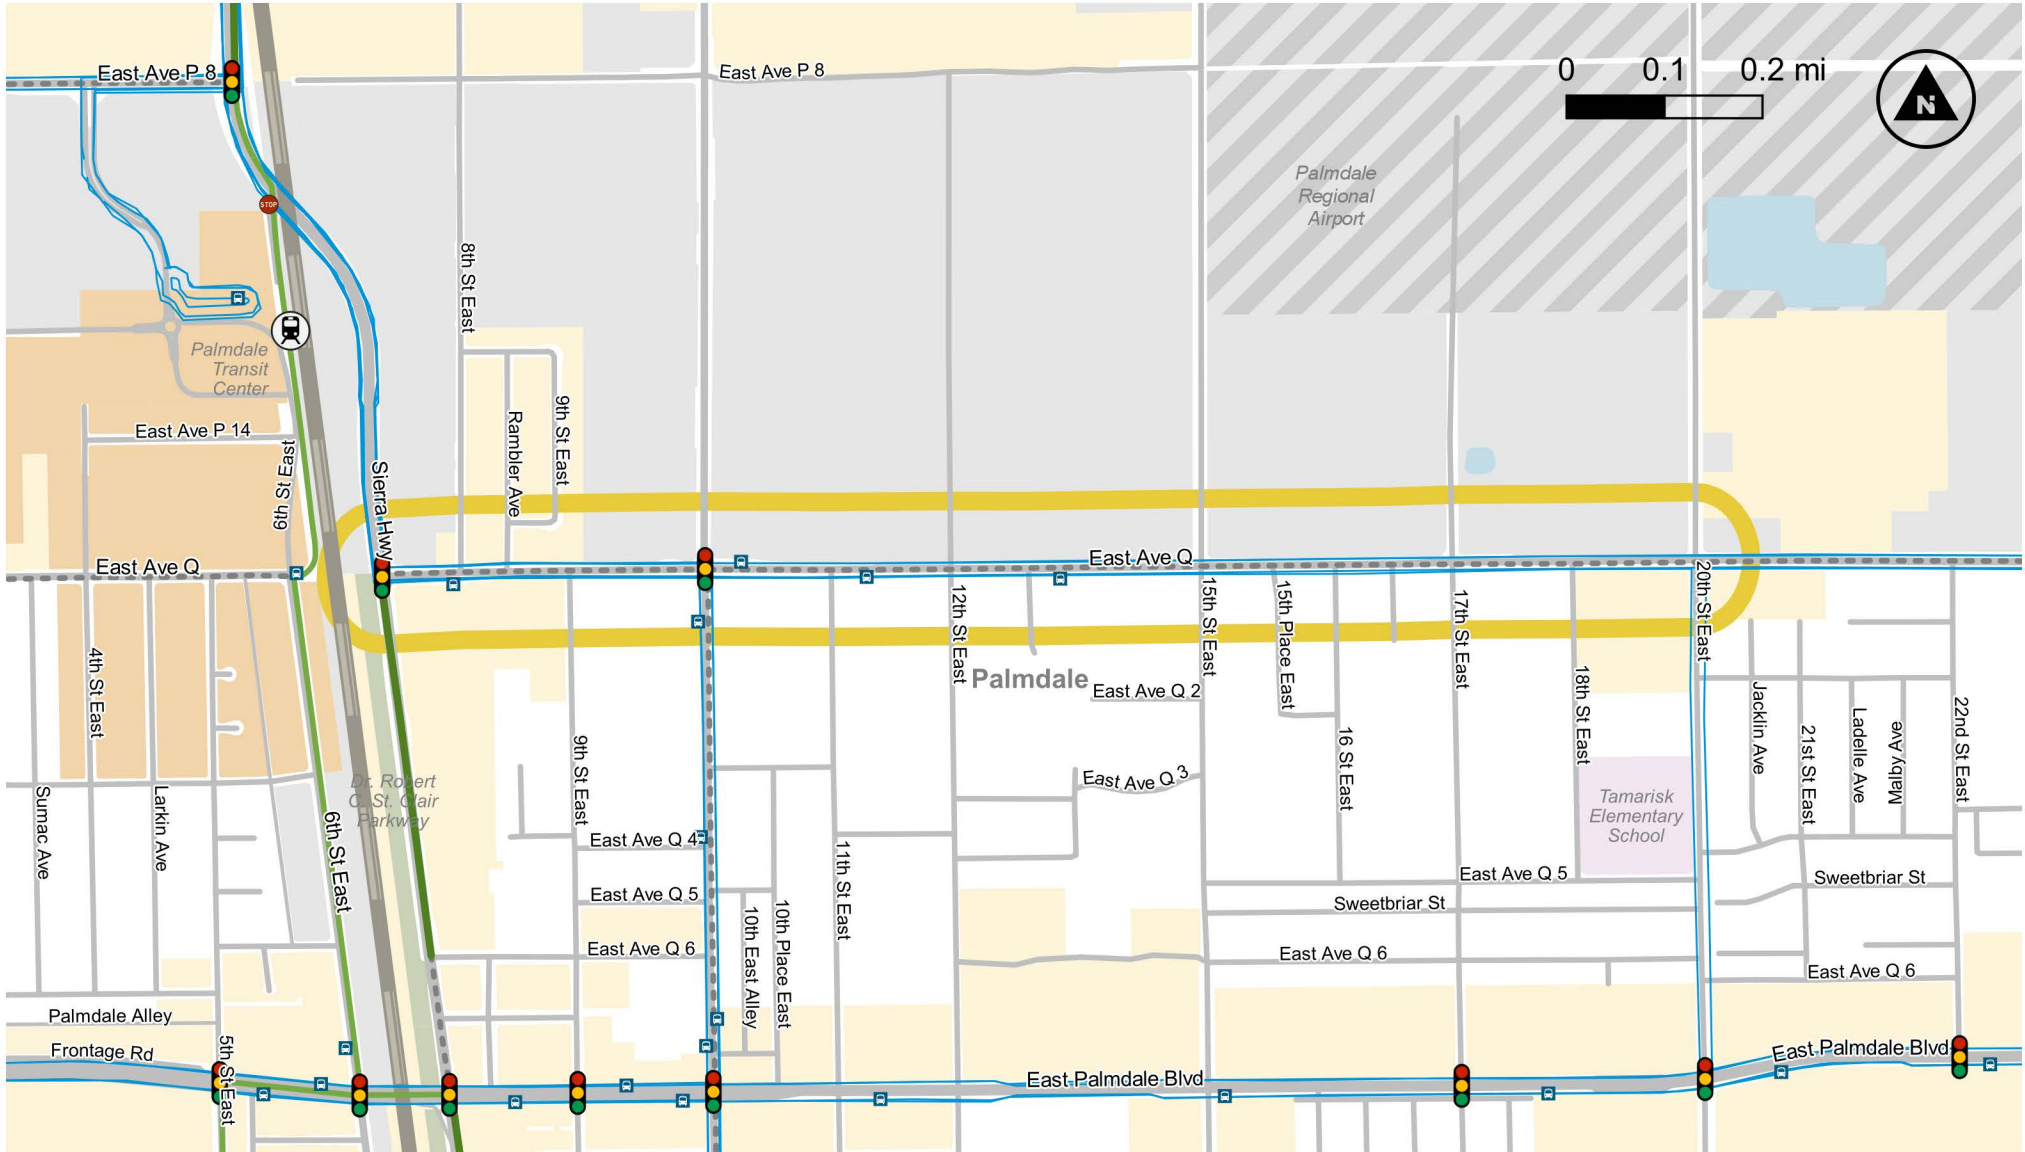 East Ave P 8
East Ave P 8
0 0.1 0.2 mi
N
Palmdale
Regional
Airport
STOP
8th St East
Palmdale
Transit
Center
East Ave P 14
6th St East
Sierra Hwy
Rambler Ave
9th St East
East Ave Q
East Ave Q
4th St East
12th St East
15th St East
15th Place East
17th St East
20th St East
Palmdale
East Ave Q 2
18th St East
Jacklin Ave
21st St East
Ladelle Ave
Malby Ave
22nd St East
9th St East
16 St East
East Ave Q 3
Dr. Robert
C. St. Clair
Parkway
Tamarisk
Elementary
School
Sumac Ave
Larkin Ave
6th St East
East Ave Q 4
11th St East
East Ave Q 5
East Ave Q 5
Sweetbriar St
Sweetbriar St
10th East Alley
10th Place East
East Ave Q 6
East Ave Q 6
East Ave Q 6
Palmdale Alley
Frontage Rd
5th St East
East Palmdale Blvd
East Palmdale Blvd